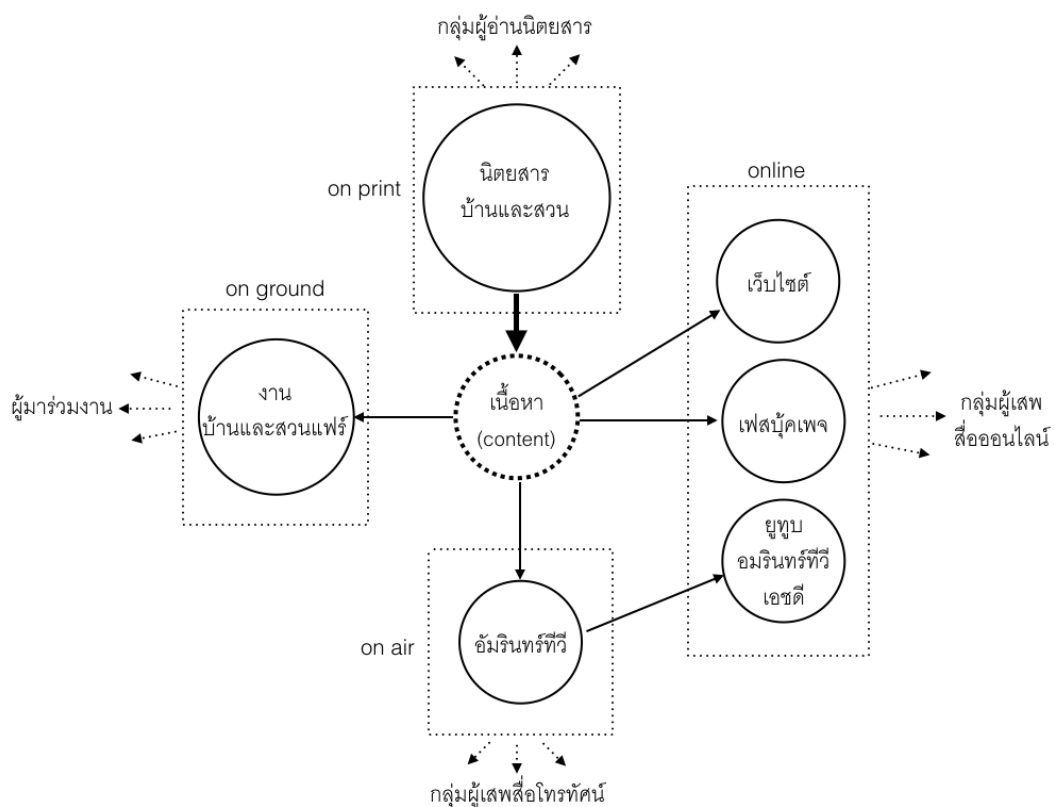 กลุ่มผู้อ่านนิตยสาร
on print
นิตยสาร
บ้านและสวน
online
เว็บไซต์
on ground
งาน
บ้านและสวนแฟร์
ผู้มาร่วมงาน
เนื้อหา
(content)
เฟสบุ้คเพจ
กลุ่มผู้เสพ
สื่อออนไลน์
ยูทูบ
อมรินทร์ทีวี
เอชดี
on air
อัมรินทร์ทีวี
กลุ่มผู้เสพสื่อโทรทัศน์